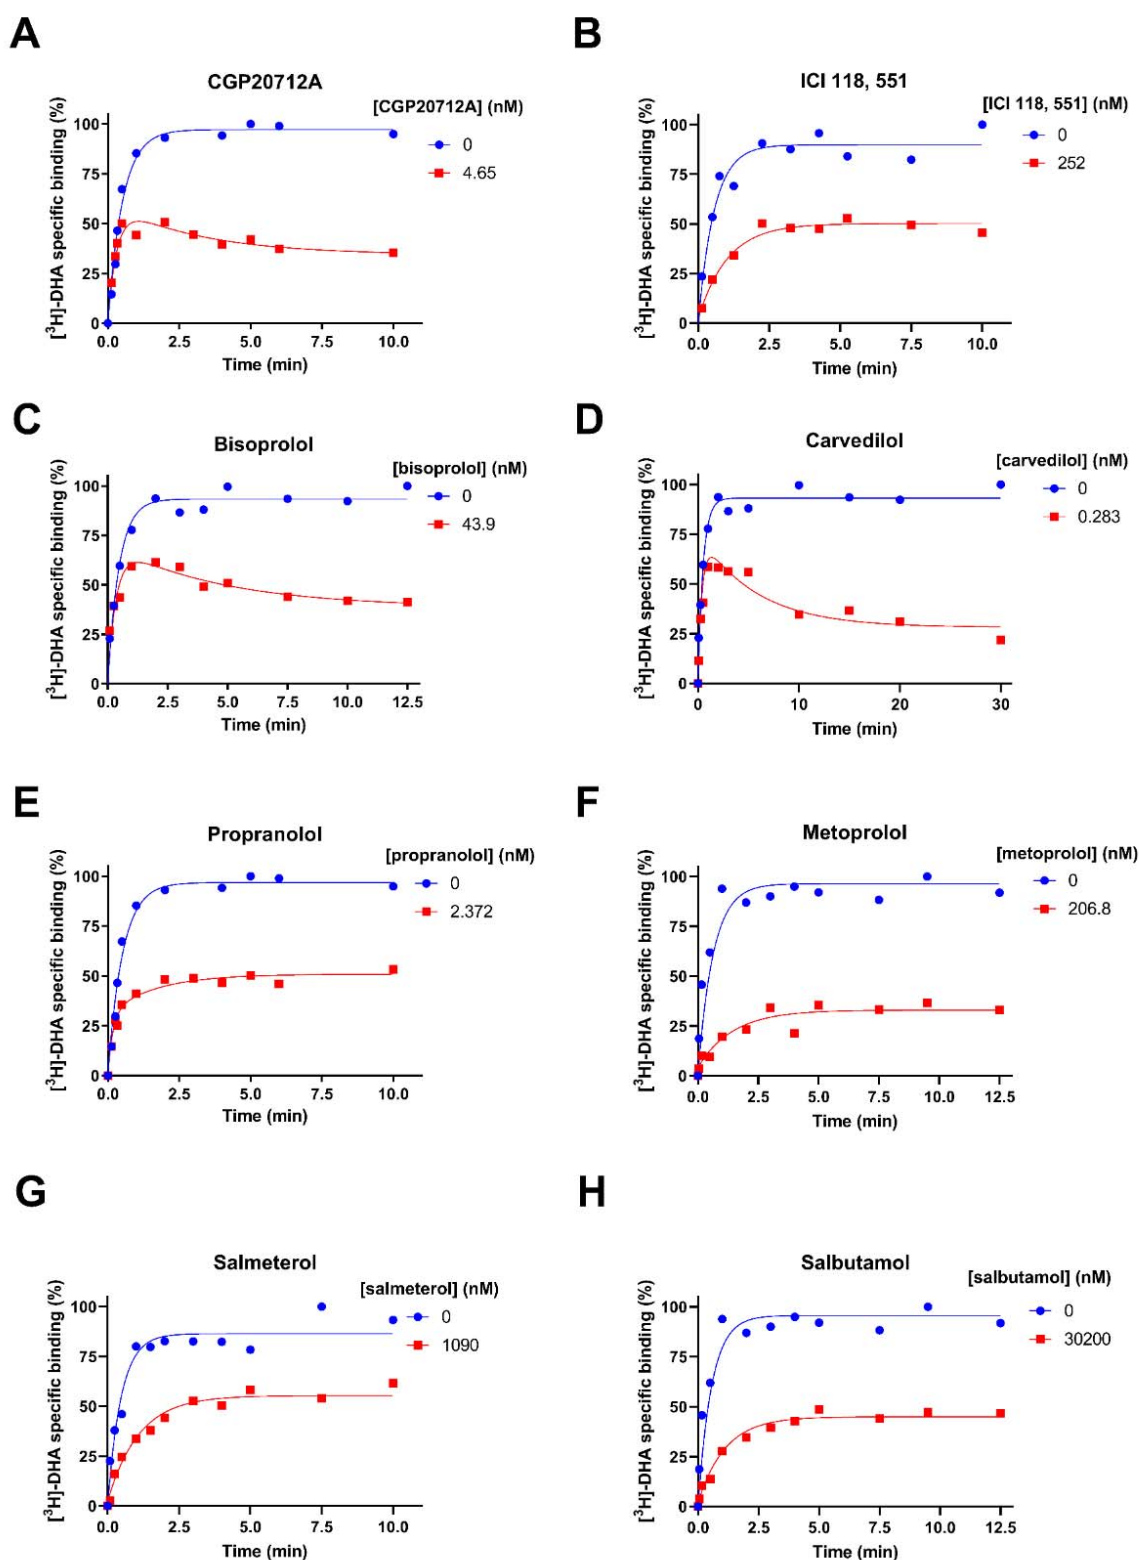 A
CGP20712A
[CGP20712A] (nM)
0
4.65
[³H]-DHA specific binding (%)
100
75
50
25
0
0.0 2.5 5.0 7.5 10.0
Time (min)
B
ICI 118, 551
[ICI 118, 551] (nM)
0
252
[³H]-DHA specific binding (%)
100
75
50
25
0
0.0 2.5 5.0 7.5 10.0
Time (min)
C
Bisoprolol
[bisoprolol] (nM)
0
43.9
[³H]-DHA specific binding (%)
100
75
50
25
0
0.0 2.5 5.0 7.5 10.0 12.5
Time (min)
D
Carvedilol
[carvedilol] (nM)
0
0.283
[³H]-DHA specific binding (%)
100
75
50
25
0
0 10 20 30
Time (min)
E
Propranolol
[propranolol] (nM)
0
2.372
[³H]-DHA specific binding (%)
100
75
50
25
0
0.0 2.5 5.0 7.5 10.0
Time (min)
F
Metoprolol
[metoprolol] (nM)
0
206.8
[³H]-DHA specific binding (%)
100
75
50
25
0
0.0 2.5 5.0 7.5 10.0 12.5
Time (min)
G
Salmeterol
[salmeterol] (nM)
0
1090
[³H]-DHA specific binding (%)
100
75
50
25
0
0.0 2.5 5.0 7.5 10.0
Time (min)
H
Salbutamol
[salbutamol] (nM)
0
30200
[³H]-DHA specific binding (%)
100
75
50
25
0
0.0 2.5 5.0 7.5 10.0 12.5
Time (min)